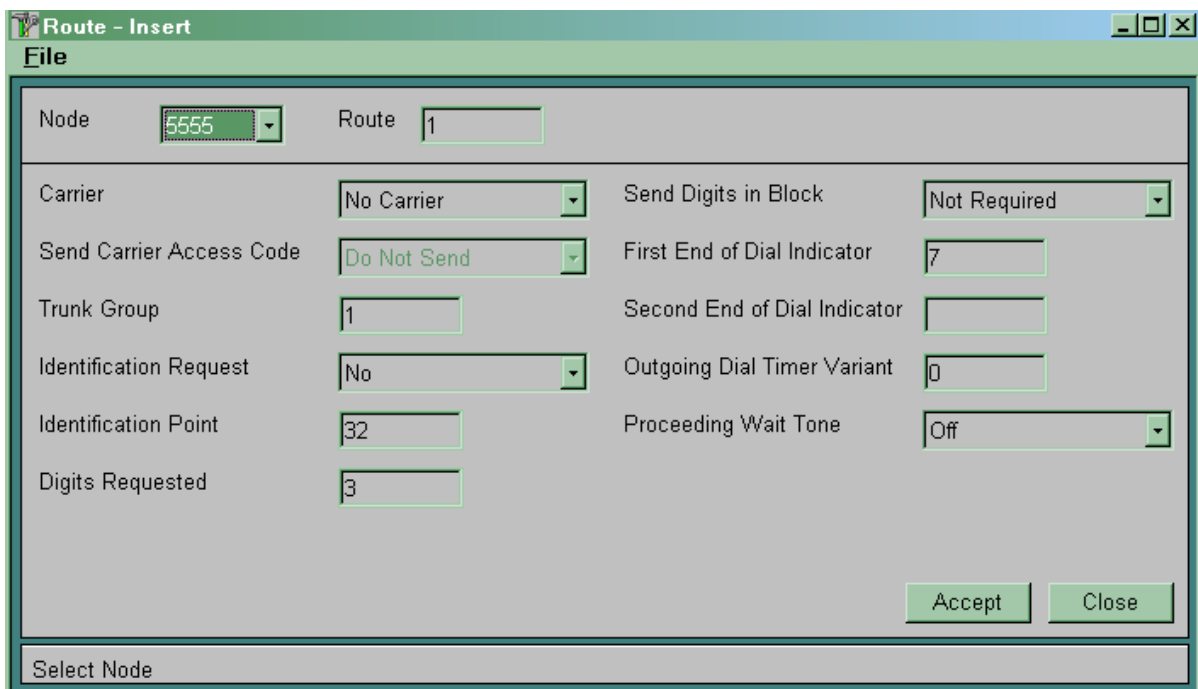 Route - Insert
File
Node 5555 Route 1
Carrier No Carrier Send Digits in Block Not Required
Send Carrier Access Code Do Not Send First End of Dial Indicator 7
Trunk Group 1 Second End of Dial Indicator
Identification Request No Outgoing Dial Timer Variant 0
Identification Point 32 Proceeding Wait Tone Off
Digits Requested 3
Accept Close
Select Node